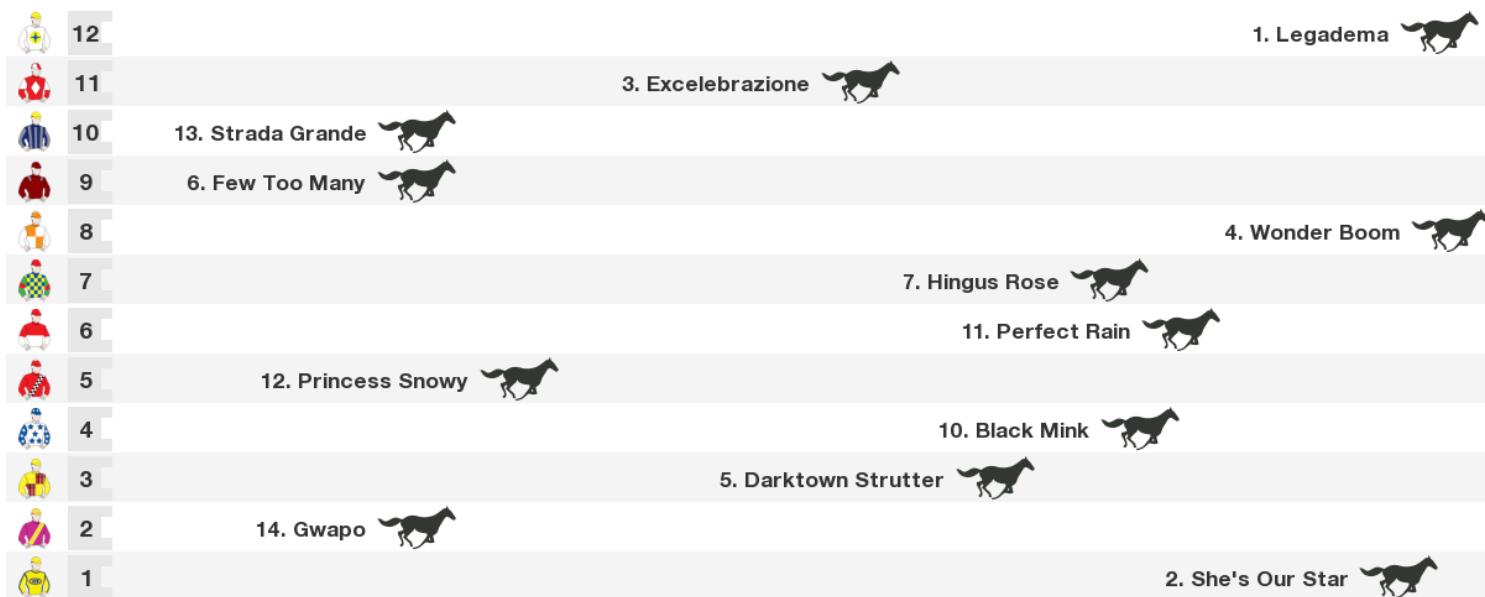 12 1. Legadema
11 3. Excelebrazione
10 13. Strada Grande
9 6. Few Too Many
8 4. Wonder Boom
7 7. Hingus Rose
6 11. Perfect Rain
5 12. Princess Snowy
4 10. Black Mink
3 5. Darktown Strutter
2 14. Gwapo
1 2. She's Our Star